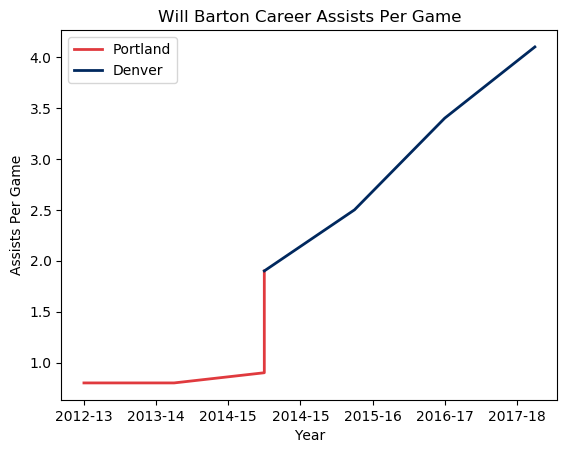 Will Barton Career Assists Per Game
Portland
Denver
4.0
3.5
3.0
2.5
2.0
1.5
1.0
Assists Per Game
2012-13 2013-14 2014-15 2014-15 2015-16 2016-17 2017-18
Year